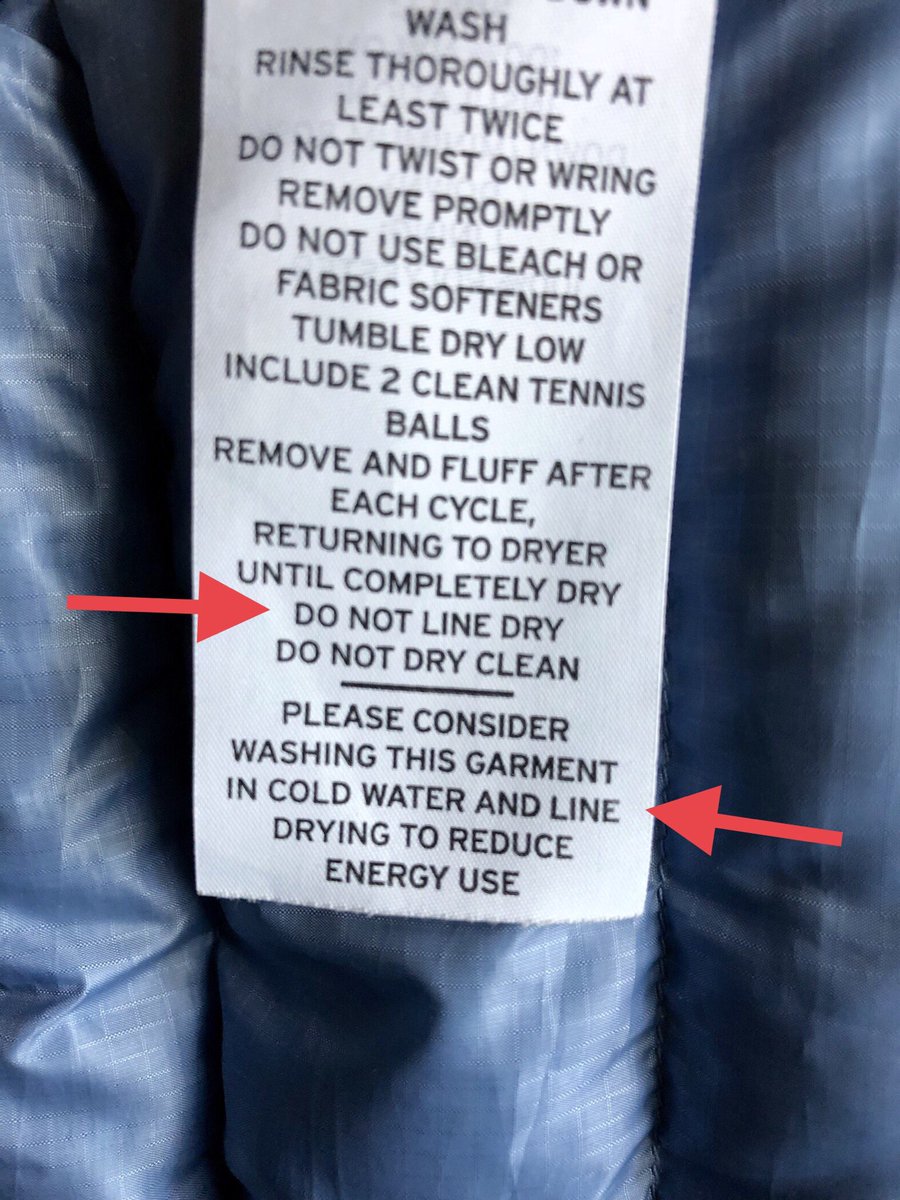 WASH
RINSE THOROUGHLY AT
LEAST TWICE
DO NOT TWIST OR WRING
REMOVE PROMPTLY
DO NOT USE BLEACH OR
FABRIC SOFTENERS
TUMBLE DRY LOW
INCLUDE 2 CLEAN TENNIS
BALLS
REMOVE AND FLUFF AFTER
EACH CYCLE,
RETURNING TO DRYER
UNTIL COMPLETELY DRY
DO NOT LINE DRY
DO NOT DRY CLEAN
PLEASE CONSIDER
WASHING THIS GARMENT
IN COLD WATER AND LINE
DRYING TO REDUCE
ENERGY USE